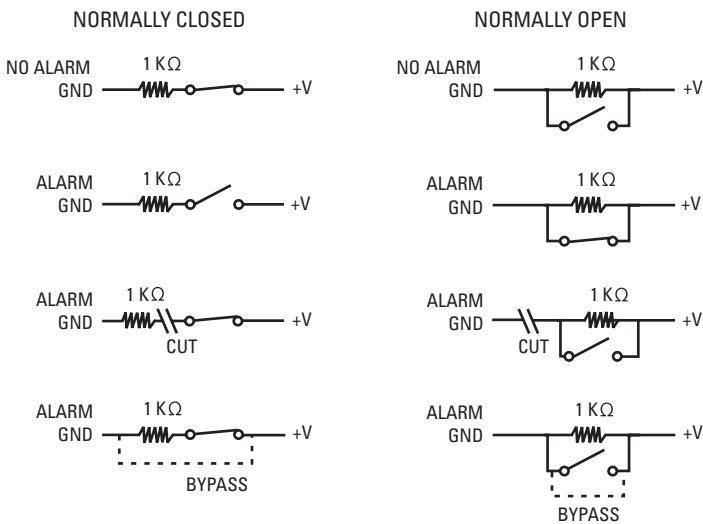 NORMALLY CLOSED
NO ALARM
1 KΩ
GND
+V
ALARM
1 KΩ
GND
+V
ALARM
1 KΩ
GND
+V
CUT
ALARM
1 KΩ
GND
+V
BYPASS
NORMALLY OPEN
NO ALARM
1 KΩ
GND
+V
ALARM
1 KΩ
GND
+V
ALARM
1 KΩ
GND
+V
CUT
ALARM
1 KΩ
GND
+V
BYPASS